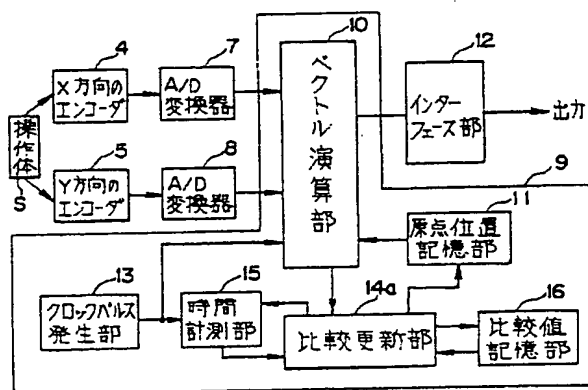 10
4
7
12
X方向の
エンコーダ
A/D
変換器
ベクトル演算部
インター
フェース部
出力
操作体
S
5
8
9
Y方向の
エンコーダ
A/D
変換器
11
原点位置
記憶部
13
15
14a
16
クロックパルス
発生部
時間
計測部
比較更新部
比較値
記憶部